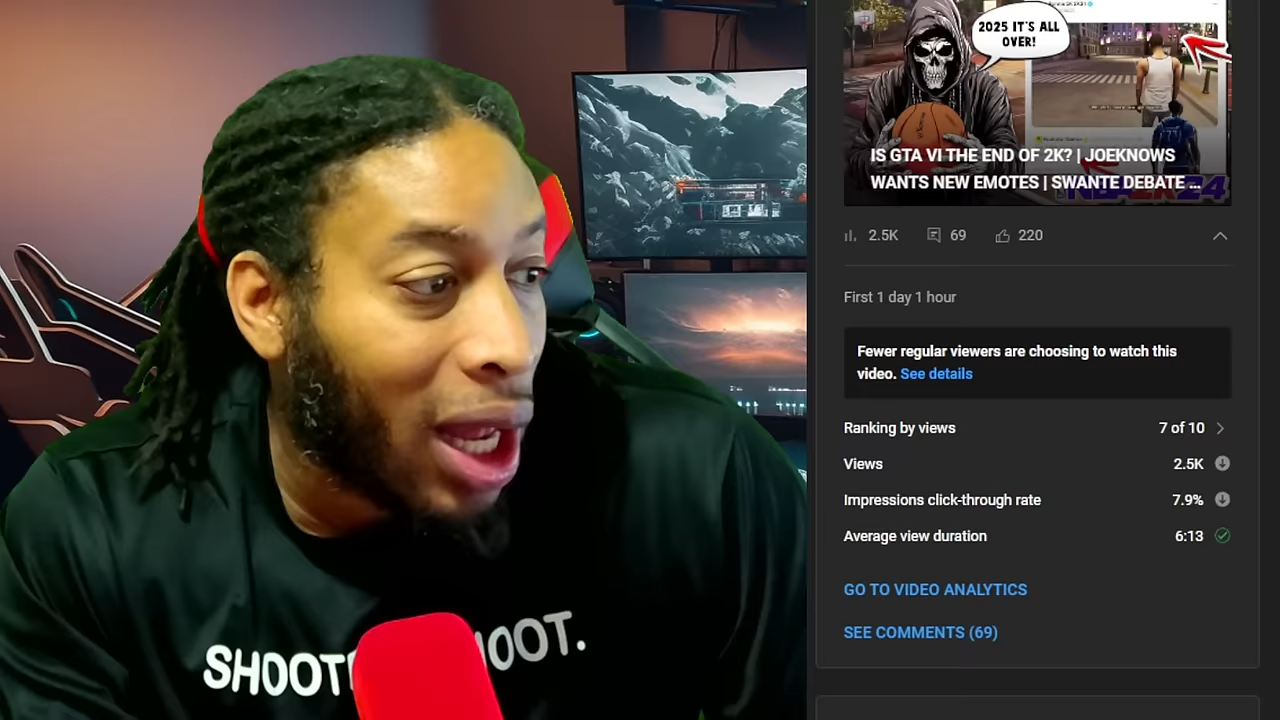 2025 IT'S ALL
OVER!
IS GTA VI THE END OF 2K? | JOEKNOWS
WANTS NEW EMOTES | SWANTE DEBATE ...
NBA 2K24
2.5K 69 220
First 1 day 1 hour
Fewer regular viewers are choosing to watch this
video. See details
Ranking by views 7 of 10
Views 2.5K
Impressions click-through rate 7.9%
Average view duration 6:13
GO TO VIDEO ANALYTICS
SEE COMMENTS (69)
SHOOT HOOT.